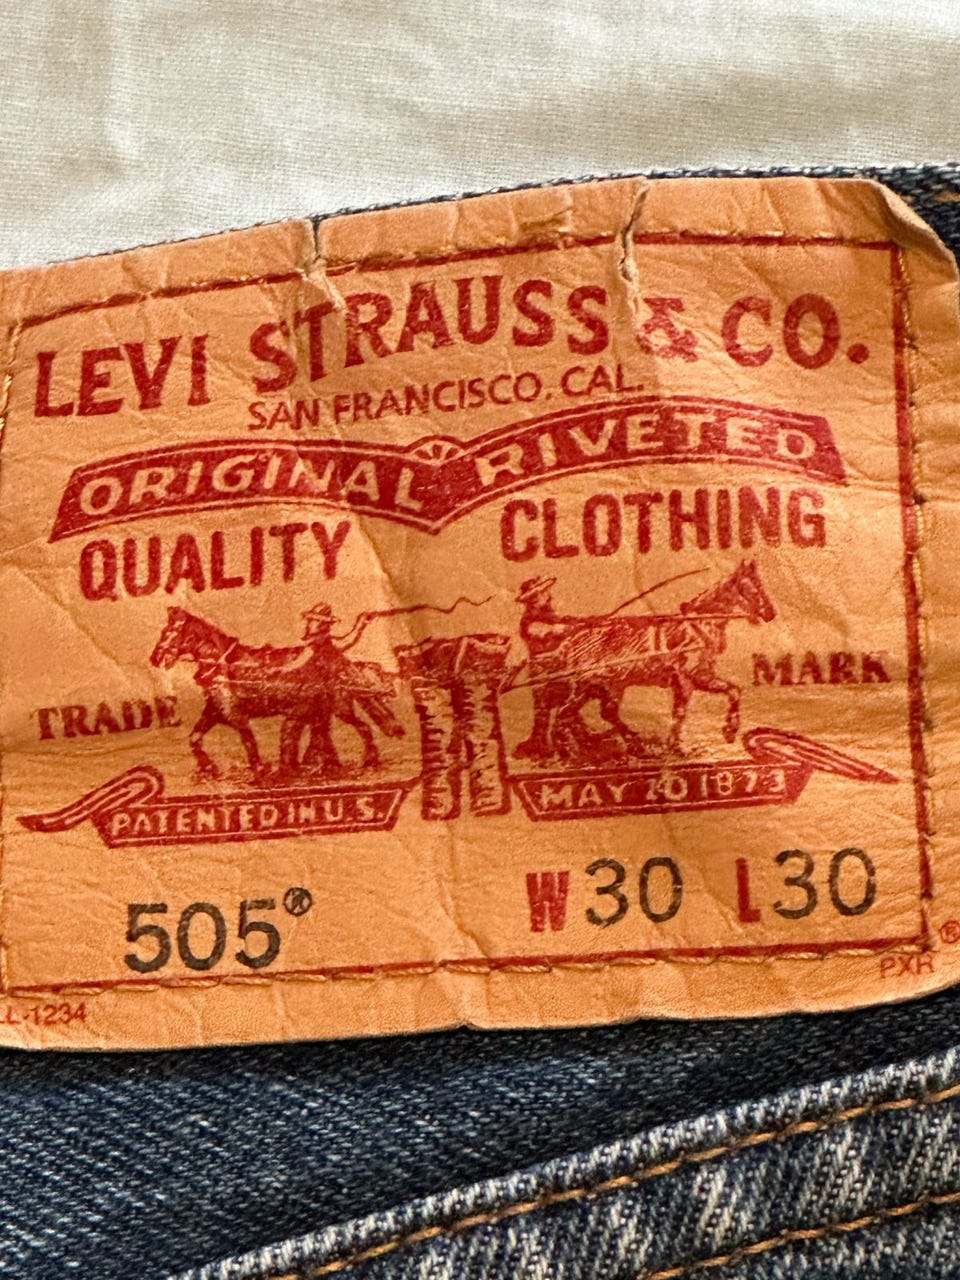 LEVI STRAUSS & CO.
SAN FRANCISCO, CAL.
ORIGINAL RIVETED
QUALITY CLOTHING
TRADE MARK
PATENTED IN U.S. MAY 20 1873
505® W30 L30
®
LL-1234 PXR